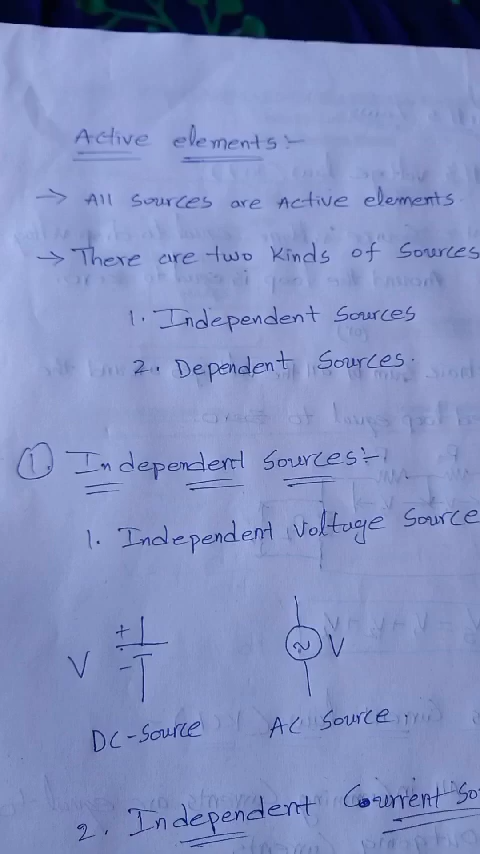 Active elements:-
→ All Sources are Active elements.
→ There are two kinds of Sources
1. Independent Sources
2. Dependent Sources.
① Independent Sources:-
1. Independent Voltage Source
+
V
-
V
DC-Source
AC Source.
2. Independent Current So